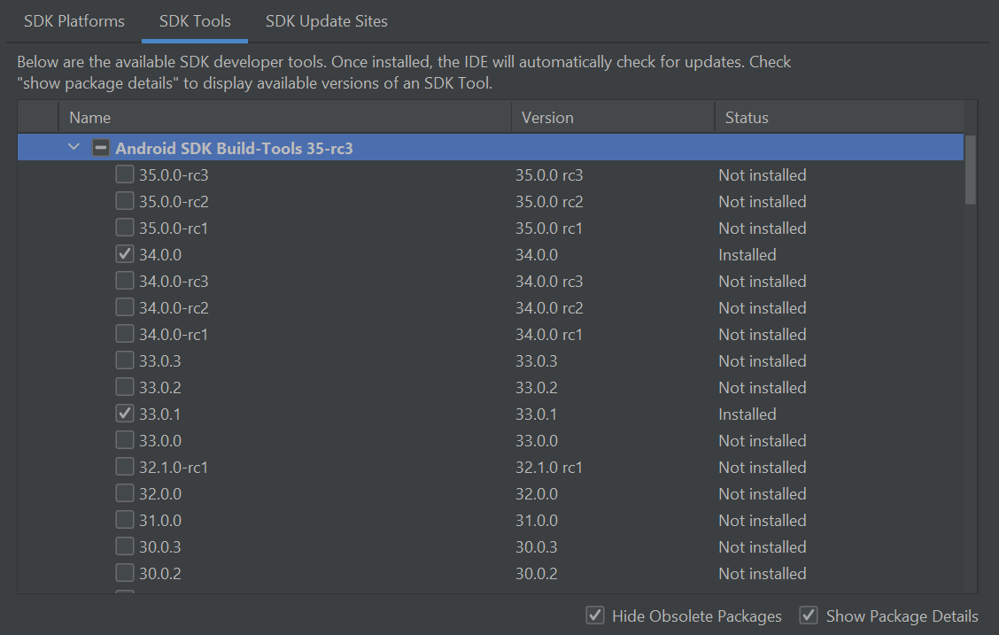 SDK Platforms SDK Tools SDK Update Sites
Below are the available SDK developer tools. Once installed, the IDE will automatically check for updates. Check
"show package details" to display available versions of an SDK Tool.
Name Version Status
Android SDK Build-Tools 35-rc3
35.0.0-rc3 35.0.0 rc3 Not installed
35.0.0-rc2 35.0.0 rc2 Not installed
35.0.0-rc1 35.0.0 rc1 Not installed
34.0.0 34.0.0 Installed
34.0.0-rc3 34.0.0 rc3 Not installed
34.0.0-rc2 34.0.0 rc2 Not installed
34.0.0-rc1 34.0.0 rc1 Not installed
33.0.3 33.0.3 Not installed
33.0.2 33.0.2 Not installed
33.0.1 33.0.1 Installed
33.0.0 33.0.0 Not installed
32.1.0-rc1 32.1.0 rc1 Not installed
32.0.0 32.0.0 Not installed
31.0.0 31.0.0 Not installed
30.0.3 30.0.3 Not installed
30.0.2 30.0.2 Not installed
Hide Obsolete Packages Show Package Details